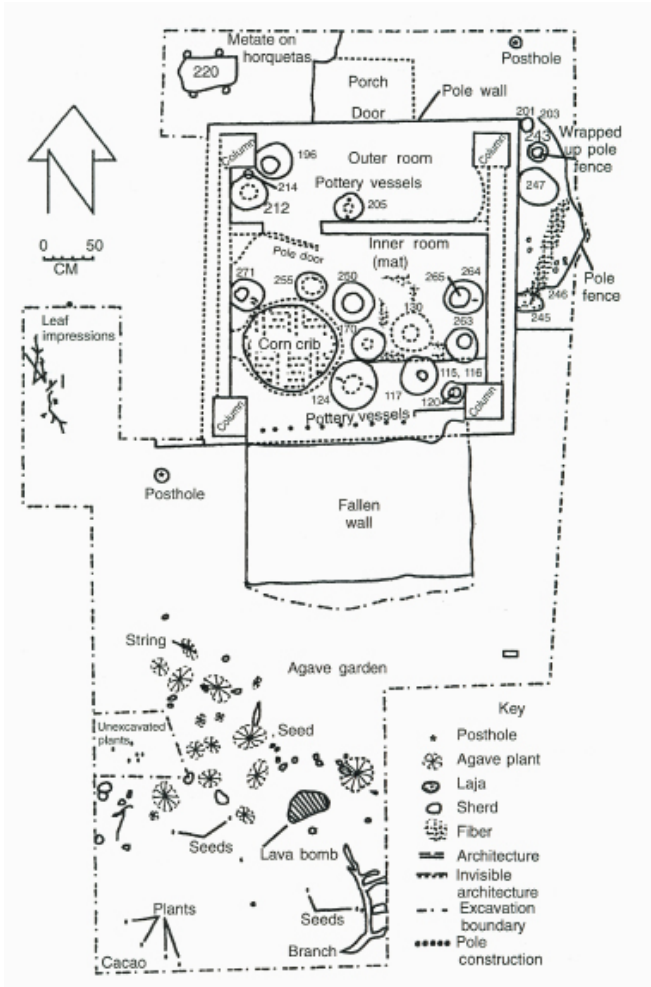 Metate on
horquetas
220
Porch
Door
Posthole
Pole wall
201 203
243
Wrapped
up pole
fence
247
Pole
fence
246
245
N
0 50
CM
Column
196
214
212
Outer room
Pottery vessels
205
Column
Inner room
(mat)
Pole door
271
255
250
265
264
130
Corn crib
170
263
124
117
115, 116
120
Pottery vessels
Column
Column
Leaf
impressions
Posthole
Fallen
wall
String
Agave garden
Unexcavated
plants
Seed
Seeds
Lava bomb
Plants
Seeds
Cacao
Branch
Key
Posthole
Agave plant
Laja
Sherd
Fiber
Architecture
Invisible
architecture
Excavation
boundary
Pole
construction